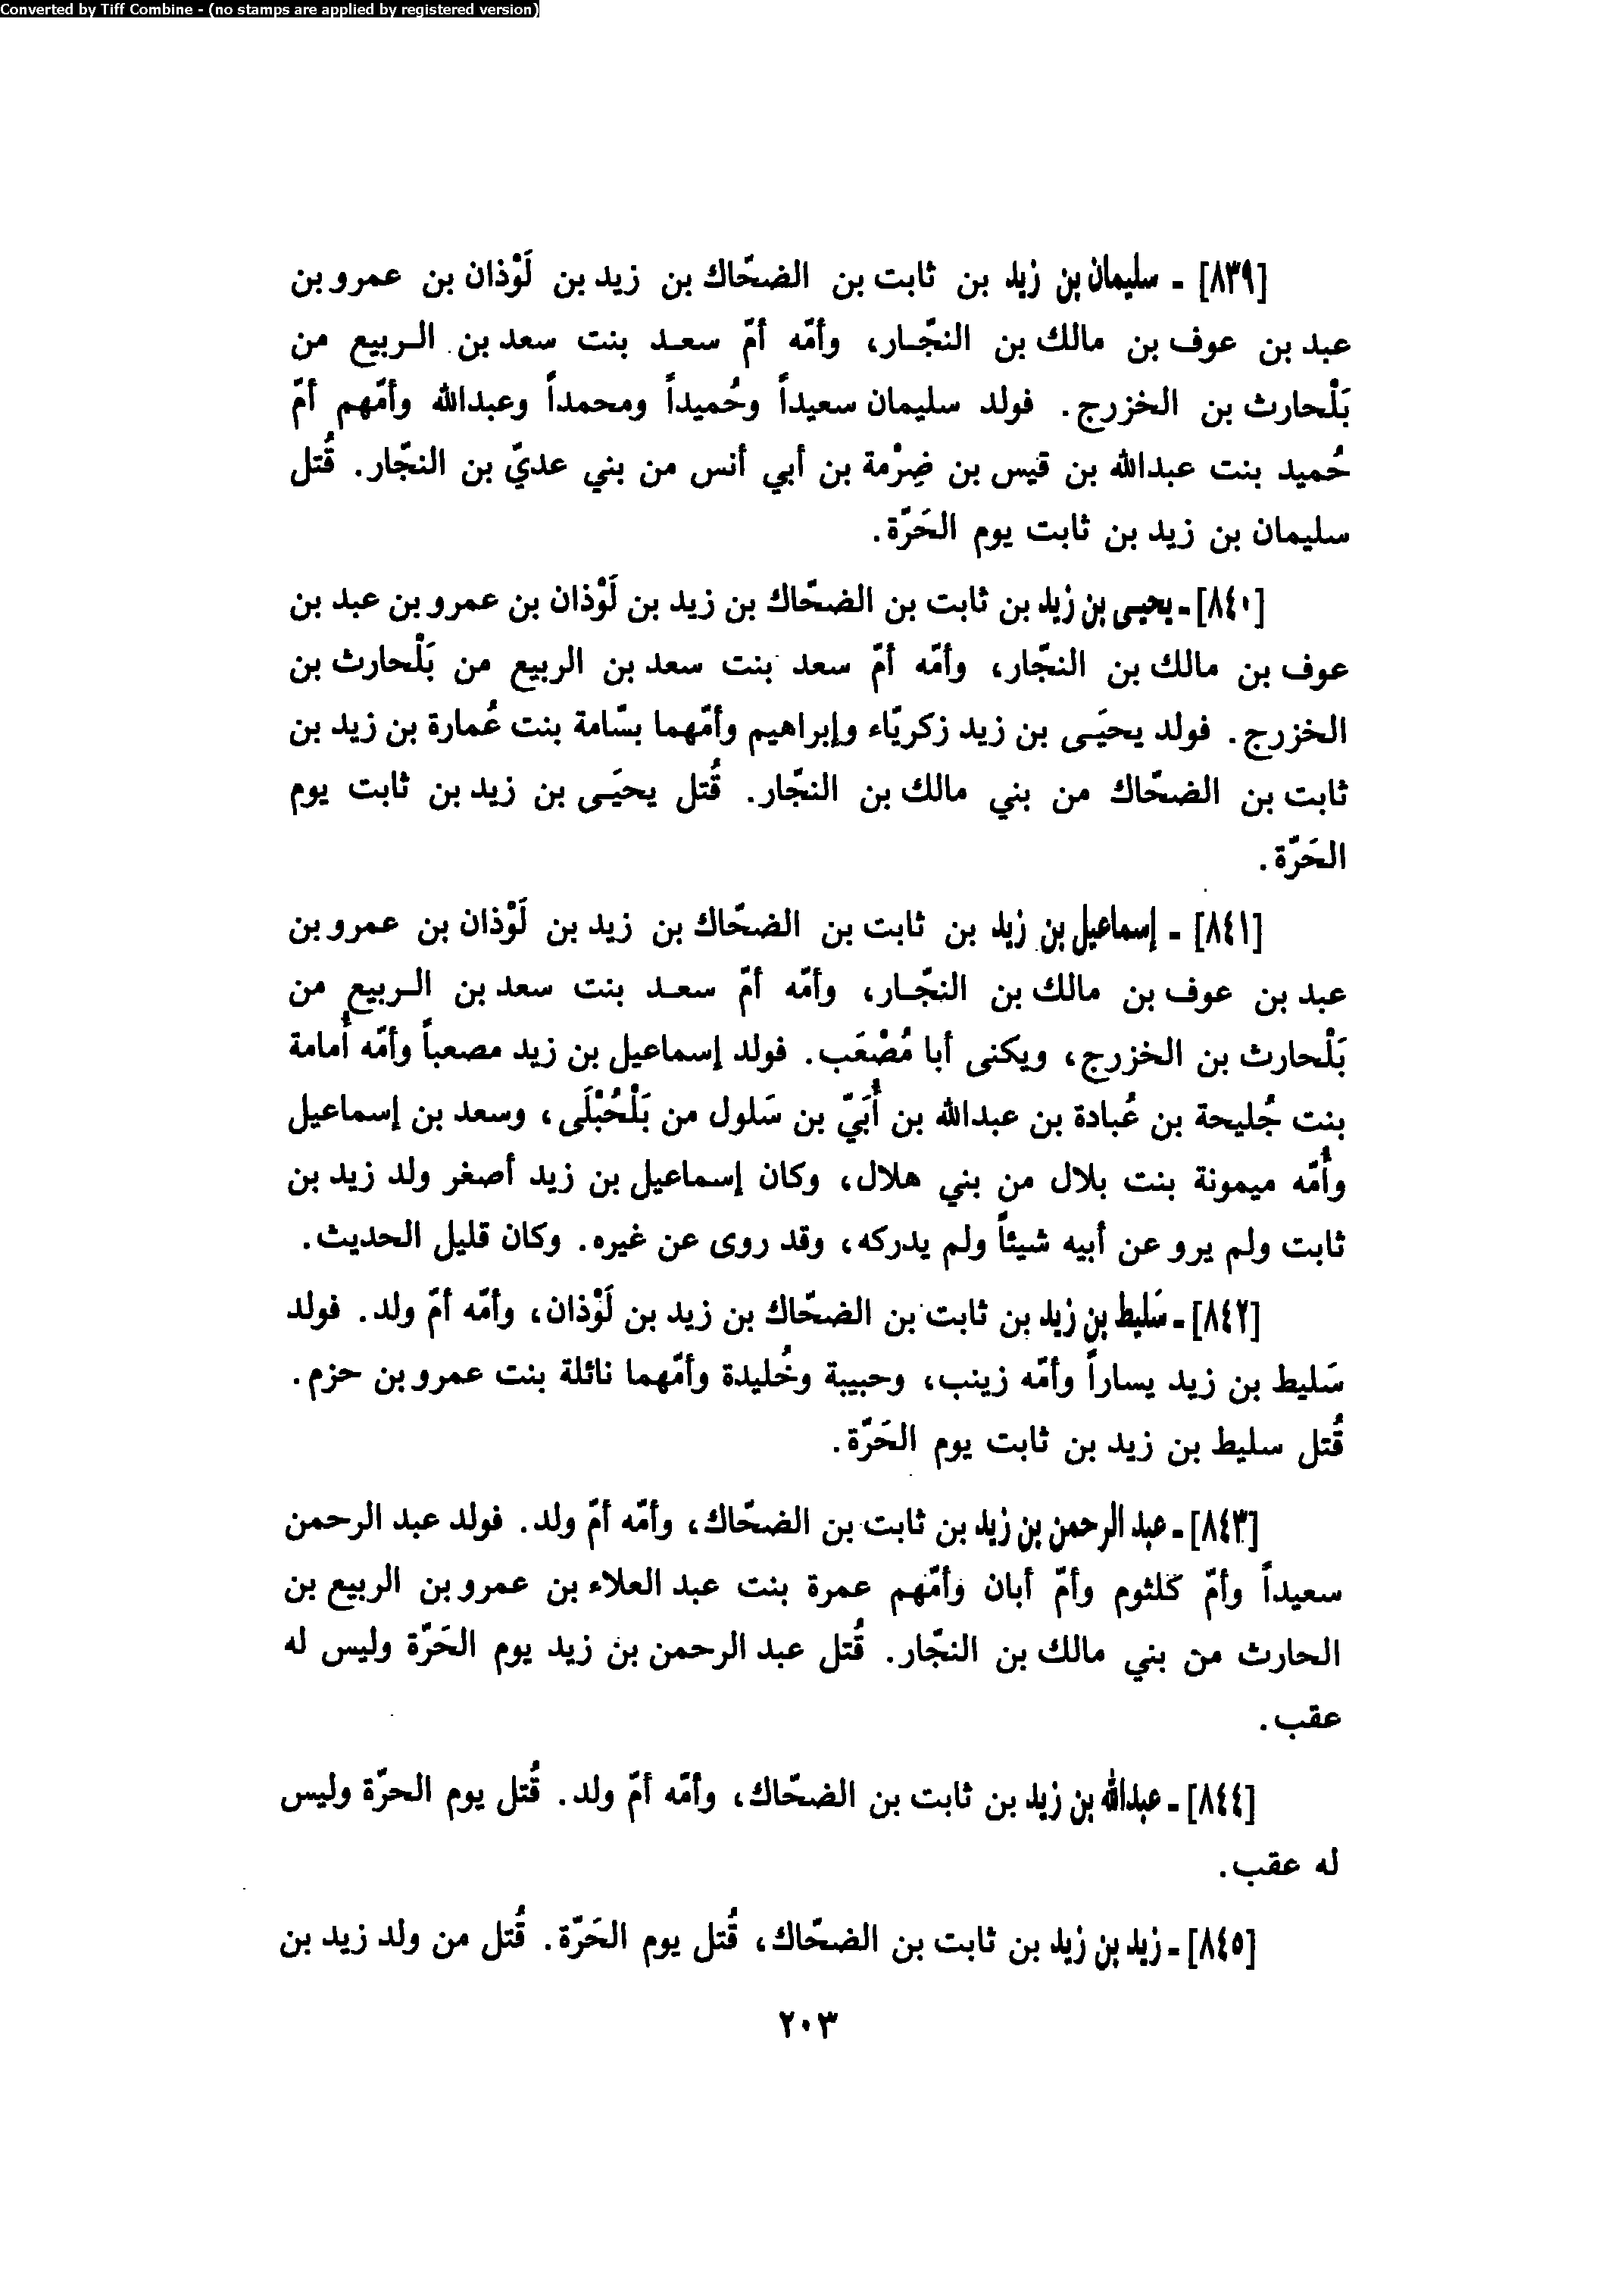 Converted by Tiff Combine - (no stamps are applied by registered version)
[٨٣٩] - سليمان بن زيد بن ثابت بن الضحّاك بن زيد بن لَوْذان بن عمرو بن
عبد بن عوف بن مالك بن النجّـار، وأمّه أمّ سعـد بنت سعد بن الـربيع من
بَلْحارث بن الخزرج. فولد سليمان سعيداً وحُميداً ومحمداً وعبدالله وأمّهم أمّ
حُميد بنت عبدالله بن قيس بن ضِرْمة بن أبي أنس من بني عديّ بن النجّار. قُتل
سليمان بن زيد بن ثابت يوم الحَرّة.
[٨٤٠] - يحيـى بن زيد بن ثابت بن الضحّاك بن زيد بن لَوْذان بن عمرو بن عبد بن
عوف بن مالك بن النجّار، وأمّه أمّ سعد بنت سعد بن الربيع من بَلْحارث بن
الخزرج. فولد يحيَـى بن زيد زكريّاء وإبراهيم وأمّهما بسّامة بنت عُمارة بن زيد بن
ثابت بن الضحّاك من بني مالك بن النجّار. قُتل يحيَـى بن زيد بن ثابت يوم
الحَرّة.
[٨٤١] - إسماعيل بن زيد بن ثابت بن الضحّاك بن زيد بن لَوْذان بن عمرو بن
عبد بن عوف بن مالك بن النجّـار، وأمّه أمّ سعـد بنت سعد بن الـربيع من
بَلْحارث بن الخزرج، ويكنى أبا مُصْعَب. فولد إسماعيل بن زيد مصعباً وأمّه أُمامة
بنت جُليحة بن عُبادة بن عبدالله بن أُبَيّ بن سَلول من بَلْحُبْلَى، وسعد بن إسماعيل
وأُمّه ميمونة بنت بلال من بني هلال، وكان إسماعيل بن زيد أصغر ولد زيد بن
ثابت ولم يرو عن أبيه شيئاً ولم يدركه، وقد روى عن غيره. وكان قليل الحديث.
[٨٤٢] - سَليط بن زيد بن ثابت بن الضحّاك بن زيد بن لَوْذان، وأمّه أمّ ولد. فولد
سَليط بن زيد يساراً وأمّه زينب، وحبيبة وخُليدة وأمّهما نائلة بنت عمرو بن حزم.
قُتل سليط بن زيد بن ثابت يوم الحَرّة.
[٨٤٣] - عبد الرحمن بن زيد بن ثابت بن الضحّاك، وأمّه أمّ ولد. فولد عبد الرحمن
سعيداً وأمّ كلثوم وأمّ أبان وأمّهم عمرة بنت عبد العلاء بن عمرو بن الربيع بن
الحارث من بني مالك بن النجّار. قُتل عبد الرحمن بن زيد يوم الحَرّة وليس له
عقب.
[٨٤٤] - عبدالله بن زيد بن ثابت بن الضحّاك، وأمّه أمّ ولد. قُتل يوم الحرّة وليس
له عقب.
[٨٤٥] - زيد بن زيد بن ثابت بن الضحّاك، قُتل يوم الحَرّة. قُتل من ولد زيد بن
٢٠٣